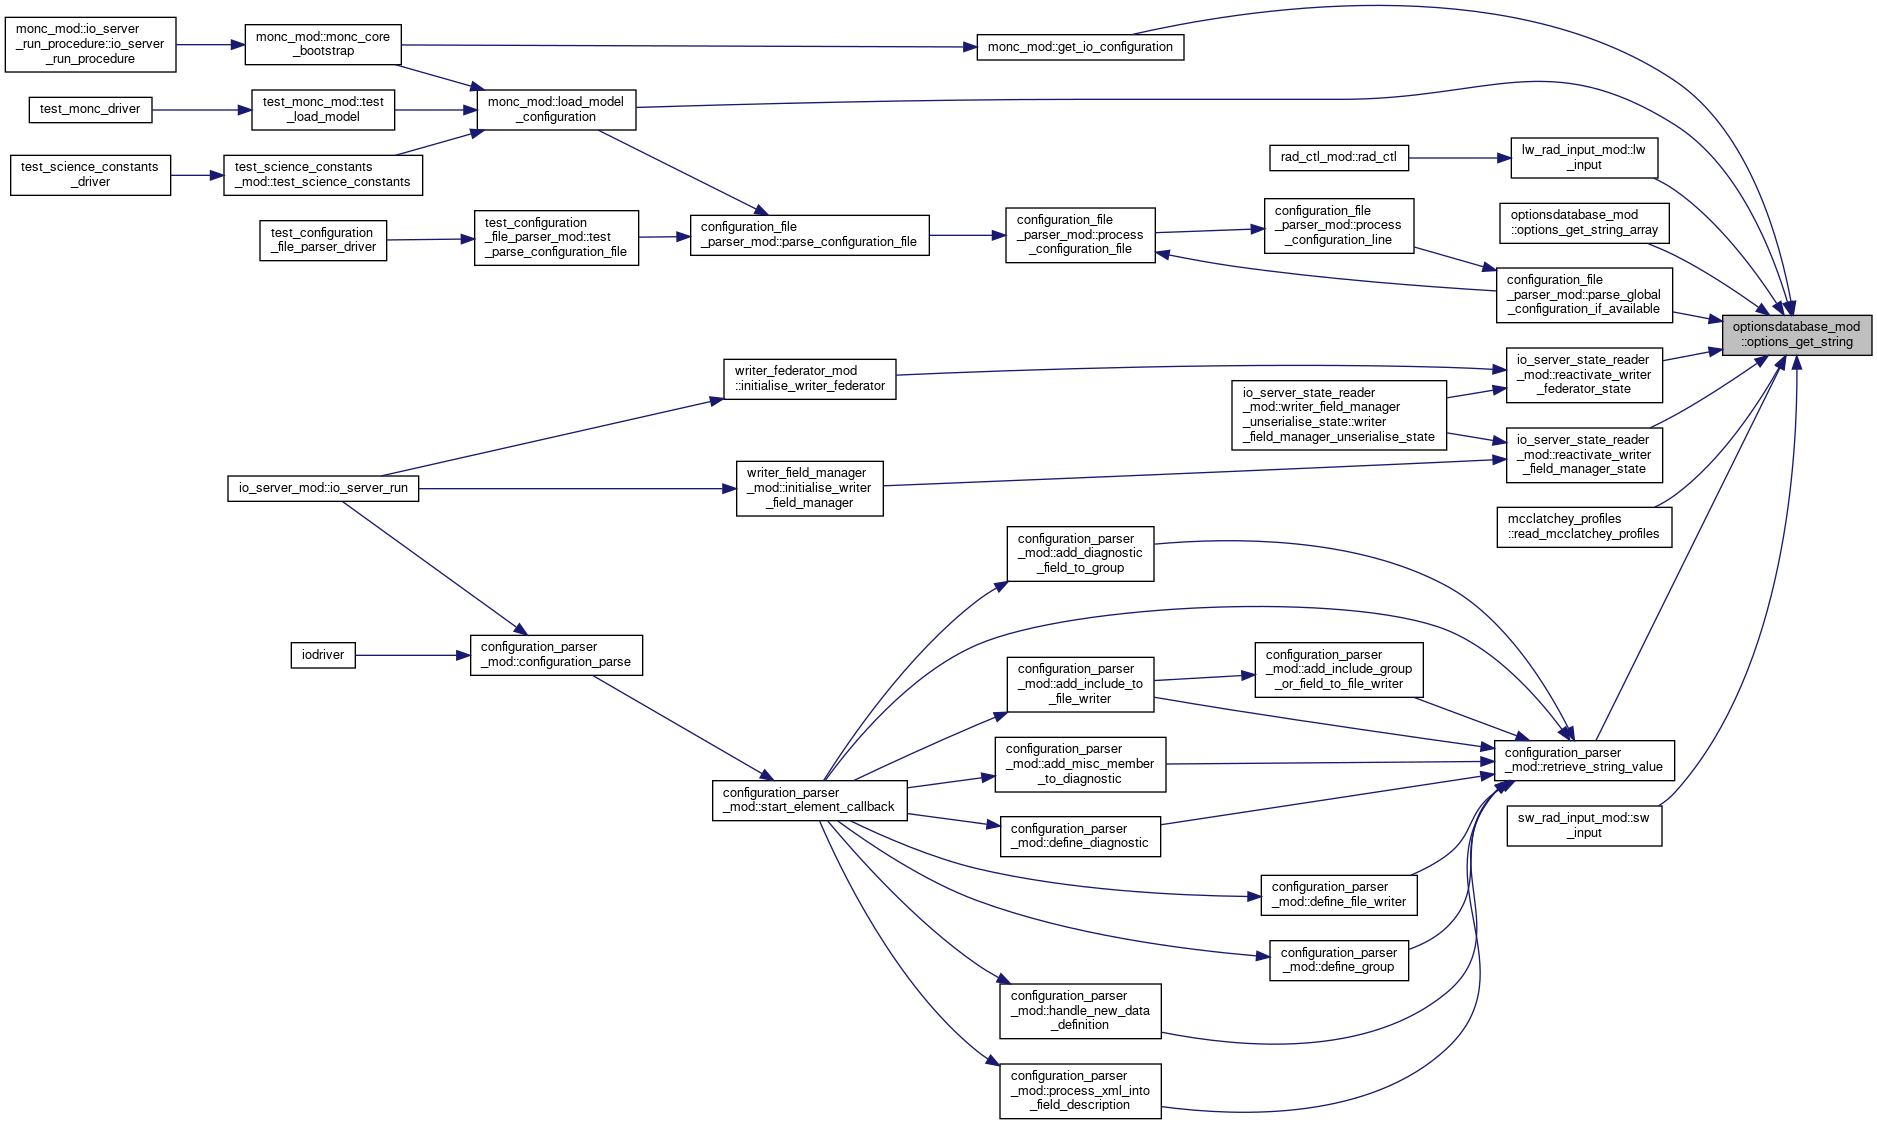 monc_mod::io_server
_run_procedure::io_server
_run_procedure
monc_mod::monc_core
_bootstrap
monc_mod::get_io_configuration
test_monc_driver
test_monc_mod::test
_load_model
monc_mod::load_model
_configuration
test_science_constants
_driver
test_science_constants
_mod::test_science_constants
rad_ctl_mod::rad_ctl
lw_rad_input_mod::lw
_input
test_configuration
_file_parser_driver
test_configuration
_file_parser_mod::test
_parse_configuration_file
configuration_file
_parser_mod::parse_configuration_file
configuration_file
_parser_mod::process
_configuration_file
configuration_file
_parser_mod::process
_configuration_line
optionsdatabase_mod
::options_get_string_array
configuration_file
_parser_mod::parse_global
_configuration_if_available
optionsdatabase_mod
::options_get_string
writer_federator_mod
::initialise_writer_federator
io_server_state_reader
_mod::writer_field_manager
_unserialise_state::writer
_field_manager_unserialise_state
io_server_state_reader
_mod::reactivate_writer
_federator_state
io_server_state_reader
_mod::reactivate_writer
_field_manager_state
io_server_mod::io_server_run
writer_field_manager
_mod::initialise_writer
_field_manager
mcclatchey_profiles
::read_mcclatchey_profiles
configuration_parser
_mod::add_diagnostic
_field_to_group
iodriver
configuration_parser
_mod::configuration_parse
configuration_parser
_mod::add_include_to
_file_writer
configuration_parser
_mod::add_include_group
_or_field_to_file_writer
configuration_parser
_mod::start_element_callback
configuration_parser
_mod::add_misc_member
_to_diagnostic
configuration_parser
_mod::retrieve_string_value
configuration_parser
_mod::define_diagnostic
sw_rad_input_mod::sw
_input
configuration_parser
_mod::define_file_writer
configuration_parser
_mod::define_group
configuration_parser
_mod::handle_new_data
_definition
configuration_parser
_mod::process_xml_into
_field_description